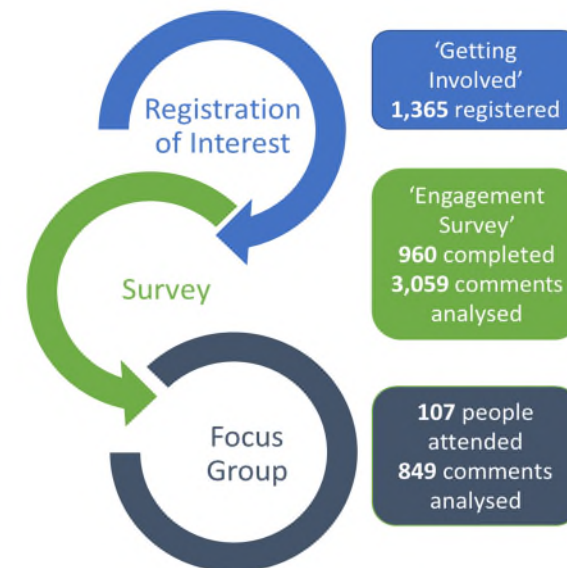 Registration
of Interest
‘Getting
Involved’
1,365 registered
Survey
‘Engagement
Survey’
960 completed
3,059 comments
analysed
Focus
Group
107 people
attended
849 comments
analysed